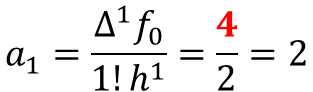 a₁ = Δ¹f₀ / 1! h¹ = 4 / 2 = 2